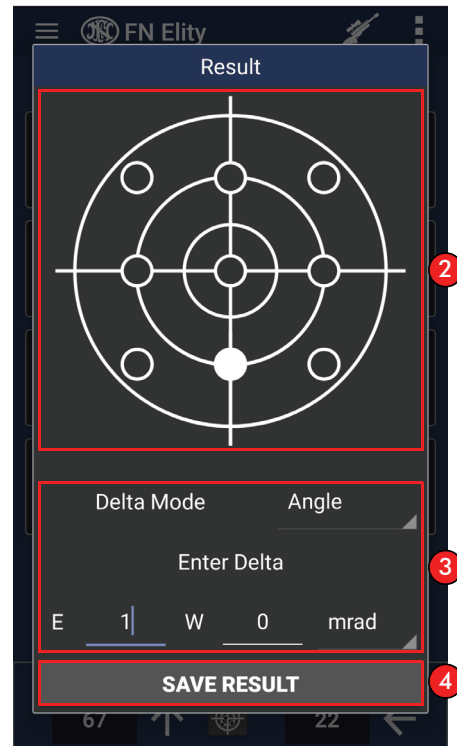 FN Elity
Result
2
Delta Mode Angle
Enter Delta
3
E 1 W 0 mrad
SAVE RESULT
4
67 22